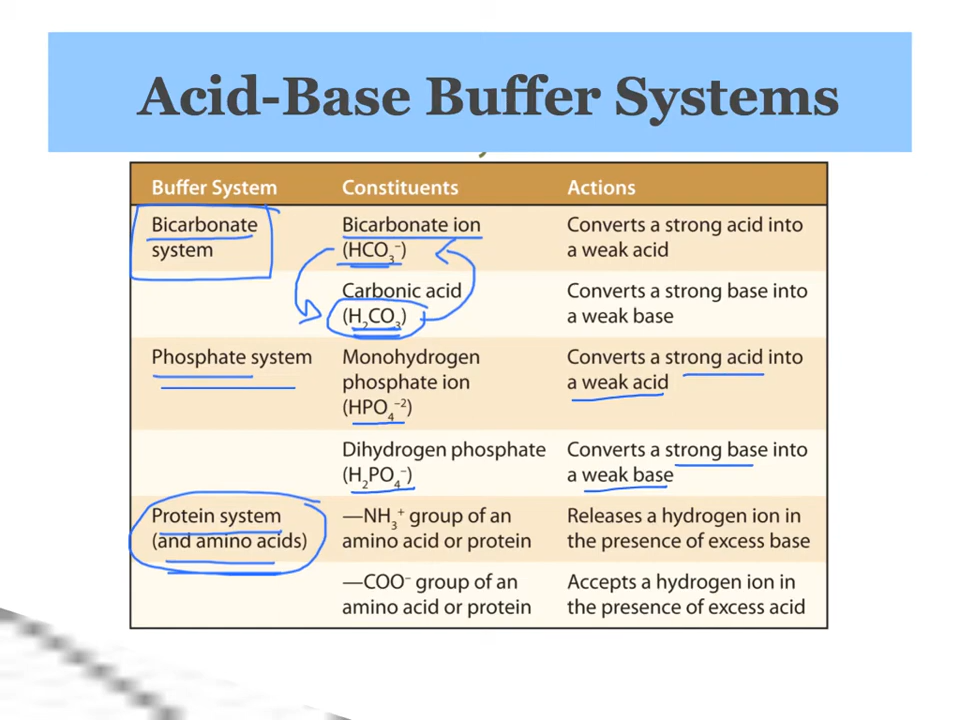 Acid-Base Buffer Systems
Buffer System Constituents Actions
Bicarbonate system
Bicarbonate ion (HCO₃⁻)
Converts a strong acid into a weak acid
Carbonic acid (H₂CO₃)
Converts a strong base into a weak base
Phosphate system
Monohydrogen phosphate ion (HPO₄⁻²)
Converts a strong acid into a weak acid
Dihydrogen phosphate (H₂PO₄⁻)
Converts a strong base into a weak base
Protein system (and amino acids)
—NH₃⁺ group of an amino acid or protein
Releases a hydrogen ion in the presence of excess base
—COO⁻ group of an amino acid or protein
Accepts a hydrogen ion in the presence of excess acid